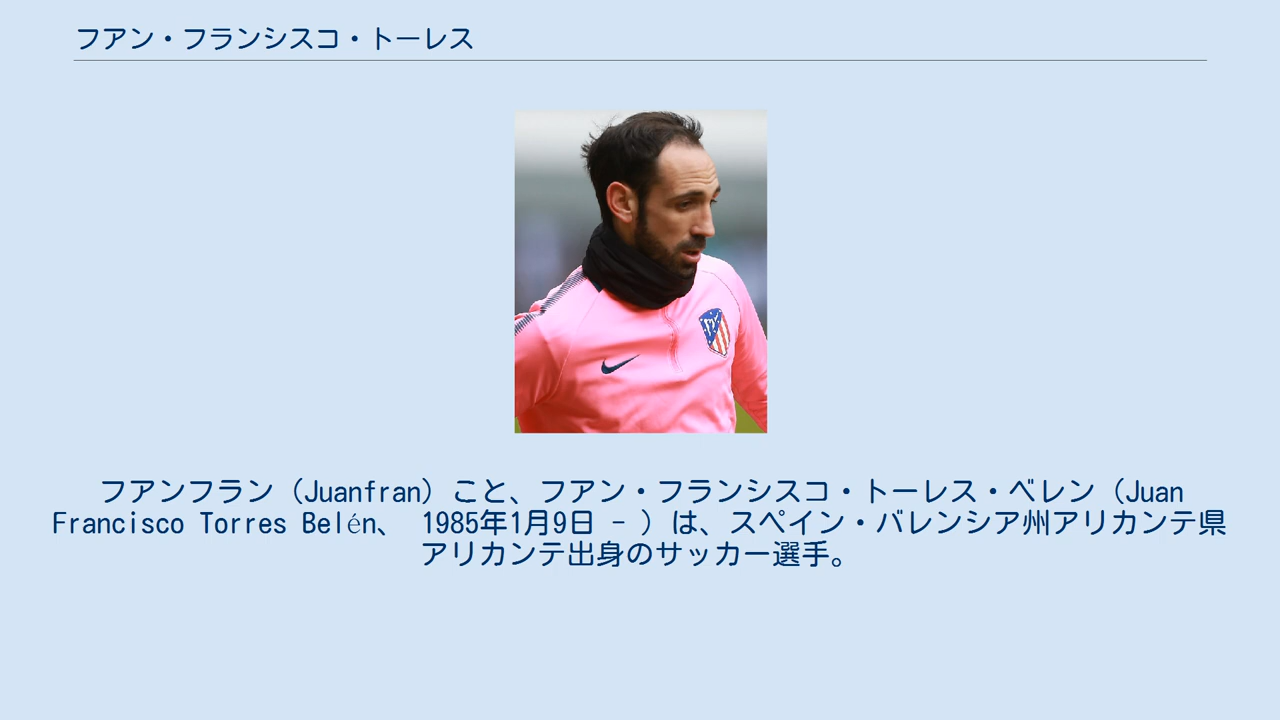 フアン・フランシスコ・トーレス
フアンフラン（Juanfran）こと、フアン・フランシスコ・トーレス・ベレン（Juan
Francisco Torres Belén、 1985年1月9日 - ）は、スペイン・バレンシア州アリカンテ県
アリカンテ出身のサッカー選手。